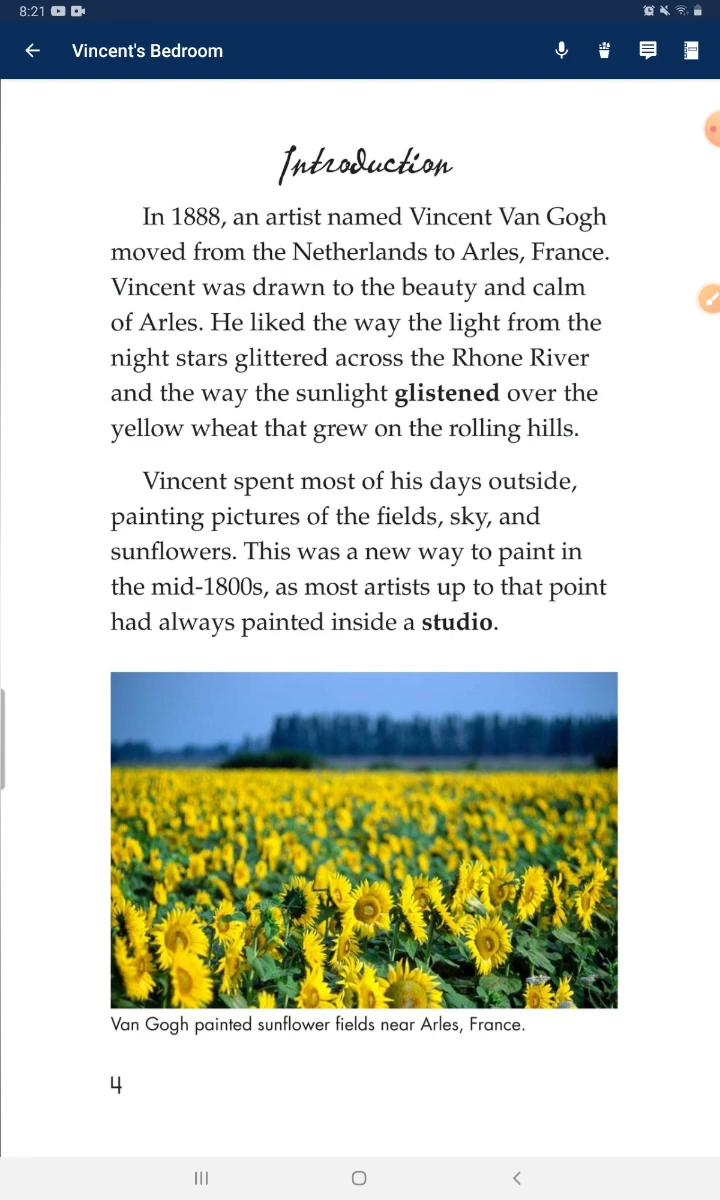 8:21
Vincent's Bedroom
Introduction
In 1888, an artist named Vincent Van Gogh
moved from the Netherlands to Arles, France.
Vincent was drawn to the beauty and calm
of Arles. He liked the way the light from the
night stars glittered across the Rhone River
and the way the sunlight glistened over the
yellow wheat that grew on the rolling hills.
Vincent spent most of his days outside,
painting pictures of the fields, sky, and
sunflowers. This was a new way to paint in
the mid-1800s, as most artists up to that point
had always painted inside a studio.
Van Gogh painted sunflower fields near Arles, France.
4